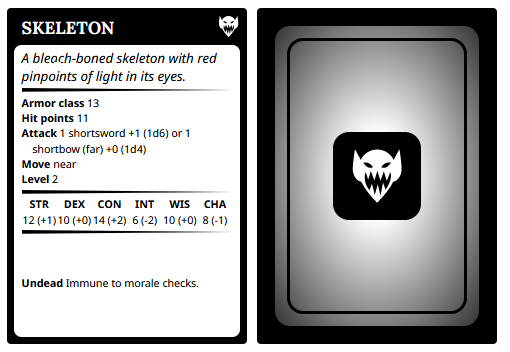 SKELETON
A bleach-boned skeleton with red
pinpoints of light in its eyes.
Armor class 13
Hit points 11
Attack 1 shortsword +1 (1d6) or 1
shortbow (far) +0 (1d4)
Move near
Level 2
STR DEX CON INT WIS CHA
12 (+1) 10 (+0) 14 (+2) 6 (-2) 10 (+0) 8 (-1)
Undead Immune to morale checks.